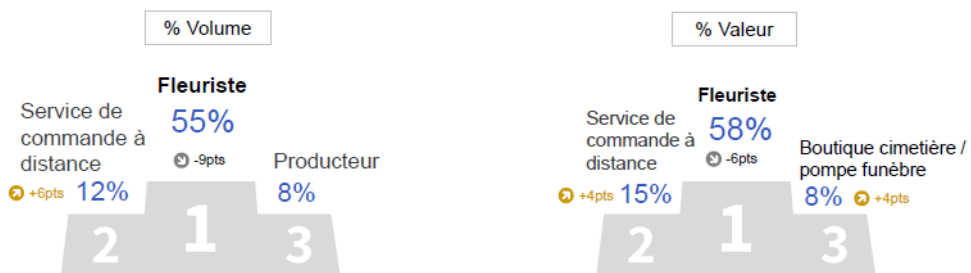 % Volume
Fleuriste
55%
-9pts
Service de
commande à
distance
+6pts 12%
Producteur
8%
1
2
3
% Valeur
Fleuriste
58%
-6pts
Service de
commande à
distance
+4pts 15%
Boutique cimetière /
pompe funèbre
8% +4pts
1
2
3